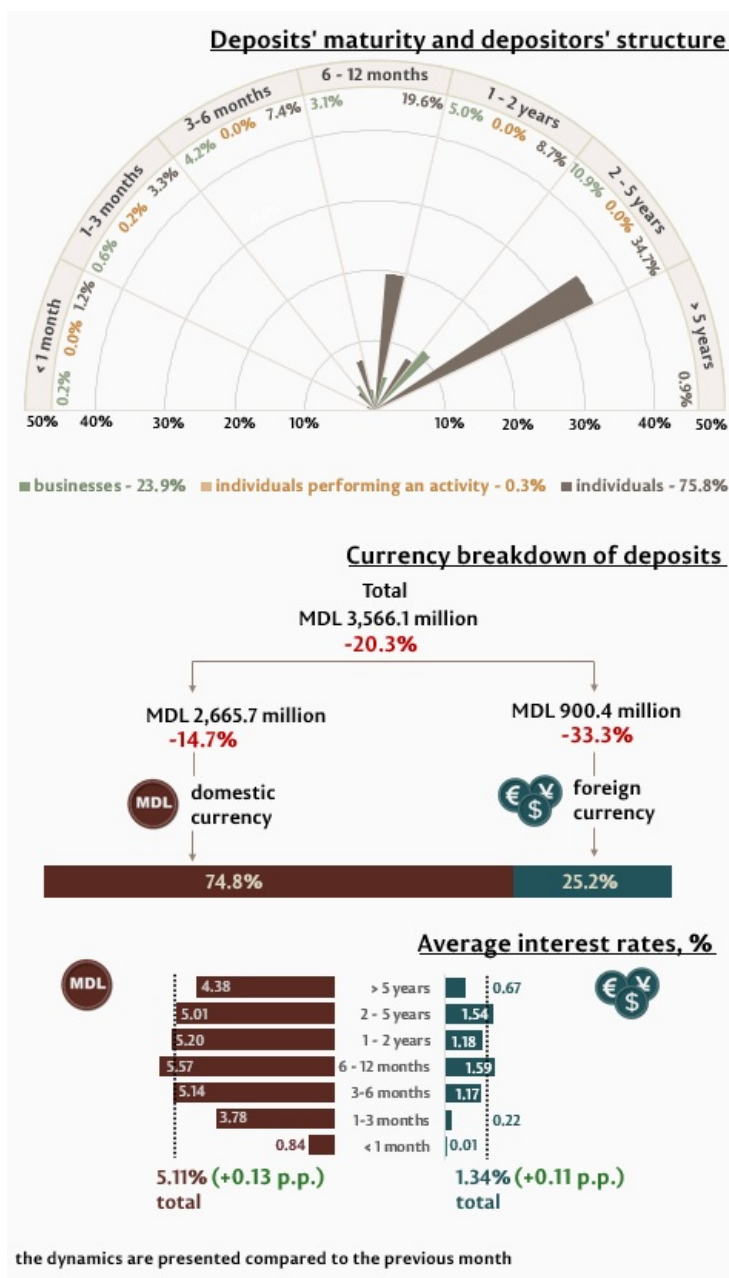 Deposits' maturity and depositors' structure
< 1 month
1-3 months
3-6 months
6 - 12 months
1 - 2 years
2 - 5 years
> 5 years
0.2% 0.0% 1.2%
0.6% 0.2% 3.3%
4.2% 0.0% 7.4%
3.1% 19.6%
5.0% 0.0% 8.7%
10.9% 0.0% 34.7%
0.9%
50% 40% 30% 20% 10% 10% 20% 30% 40% 50%
businesses - 23.9% individuals performing an activity - 0.3% individuals - 75.8%
Currency breakdown of deposits
Total
MDL 3,566.1 million
-20.3%
MDL 2,665.7 million
-14.7%
MDL
domestic
currency
MDL 900.4 million
-33.3%
€ ¥ $
foreign
currency
74.8% 25.2%
Average interest rates, %
MDL
€ ¥ $
4.38 > 5 years 0.67
5.01 2 - 5 years 1.54
5.20 1 - 2 years 1.18
5.57 6 - 12 months 1.59
5.14 3-6 months 1.17
3.78 1-3 months 0.22
0.84 < 1 month 0.01
5.11% (+0.13 p.p.)
total
1.34% (+0.11 p.p.)
total
the dynamics are presented compared to the previous month